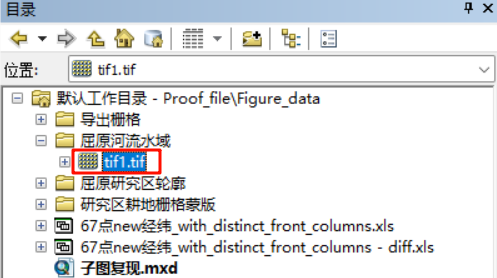 目录
位置: tif1.tif
默认工作目录 - Proof_file\Figure_data
导出栅格
屈原河流水域
tif1.tif
屈原研究区轮廓
研究区耕地栅格蒙版
67点new经纬_with_distinct_front_columns.xls
67点new经纬_with_distinct_front_columns - diff.xls
子图复现.mxd